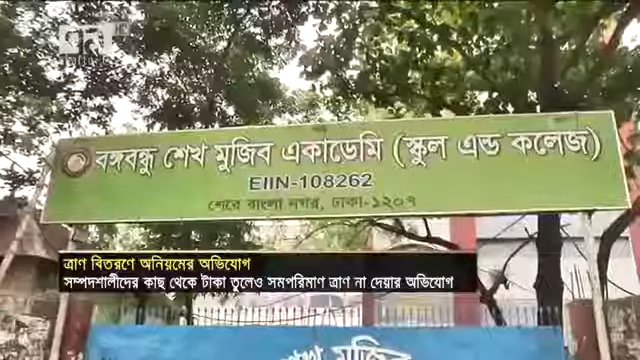 বঙ্গবন্ধু শেখ মুজিব একাডেমি (স্কুল এন্ড কলেজ)
EIIN-108262
শেরে বাংলা নগর, ঢাকা-১২০৭
ত্রাণ বিতরণে অনিয়মের অভিযোগ
সম্পদশালীদের কাছ থেকে টাকা তুলেও সমপরিমাণ ত্রাণ না দেয়ার অভিযোগ
শেখ মুজিব